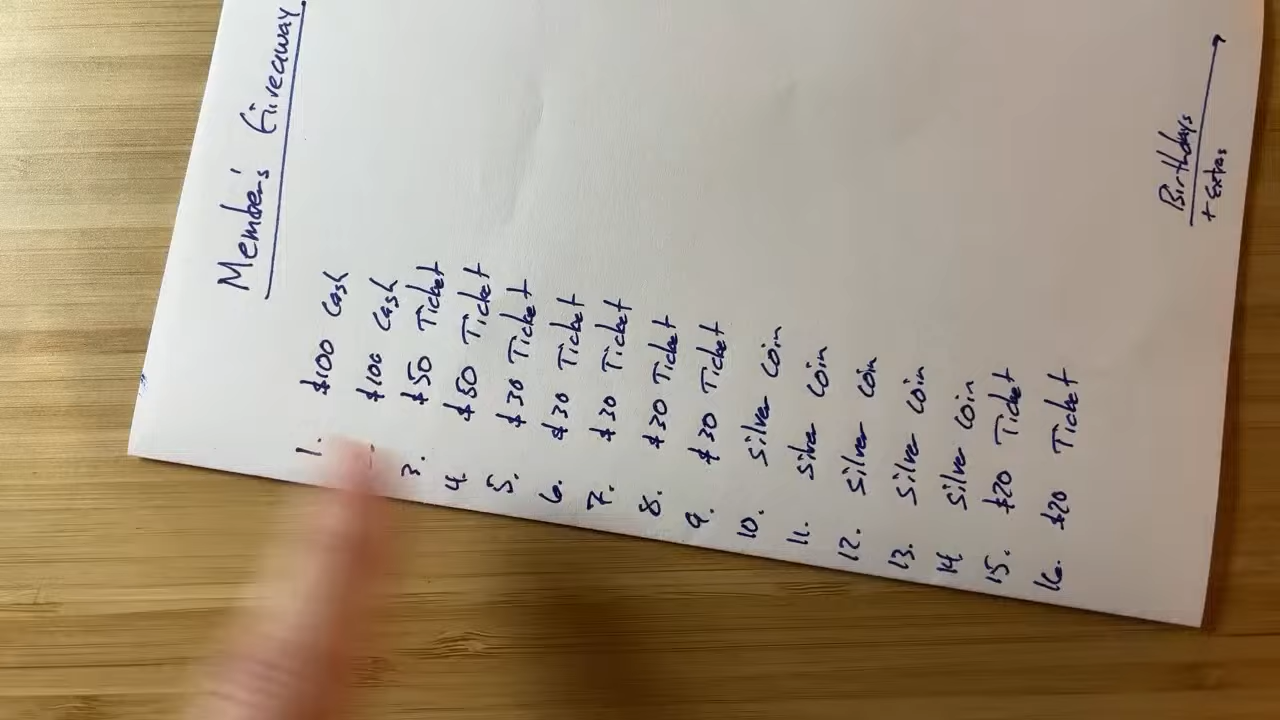 Member's Giveaway
1. $100 Cash
$100 Cash
3. $50 Ticket
4. $50 Ticket
5. $30 Ticket
6. $30 Ticket
7. $30 Ticket
8. $30 Ticket
9. $30 Ticket
10. Silver Coin
11. Silver Coin
12. Silver Coin
13. Silver Coin
14 Silver Coin
15. $20 Ticket
16. $20 Ticket
Birthdays
+ Extras